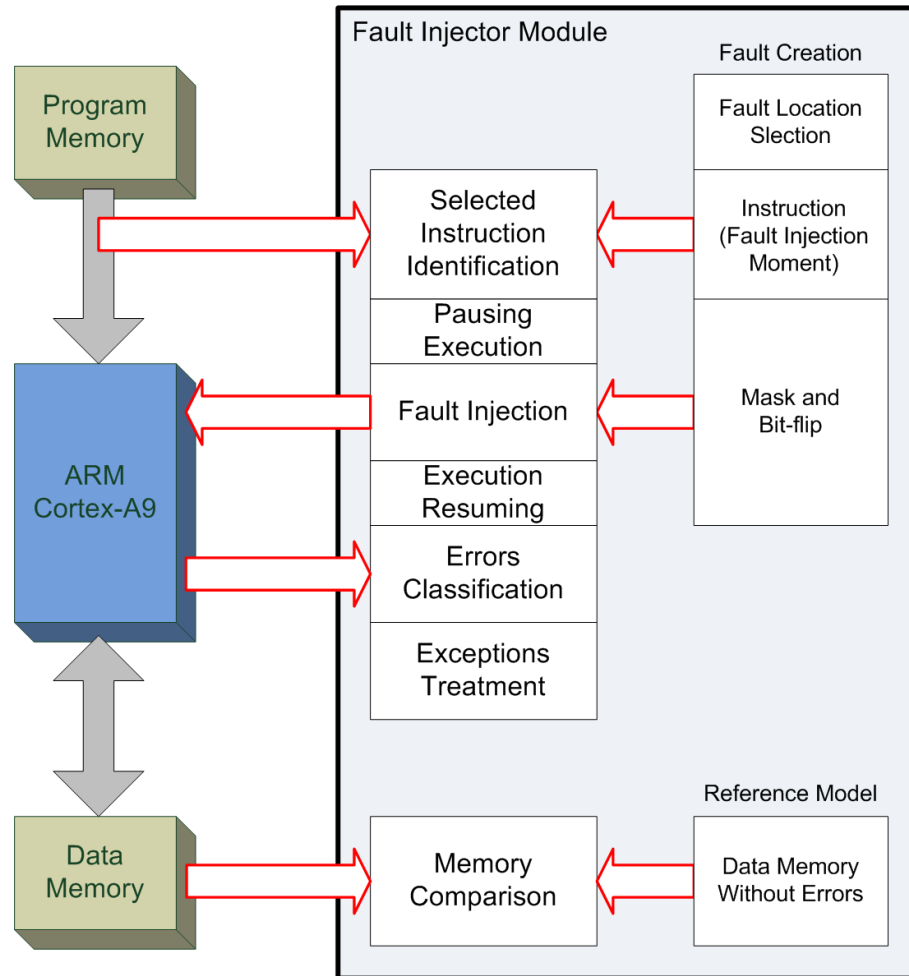 Fault Injector Module
Fault Creation
Program
Memory
Fault Location
Slection
Selected
Instruction
Identification
Instruction
(Fault Injection
Moment)
Pausing
Execution
Fault Injection
Mask and
Bit-flip
ARM
Cortex-A9
Execution
Resuming
Errors
Classification
Exceptions
Treatment
Reference Model
Data
Memory
Memory
Comparison
Data Memory
Without Errors